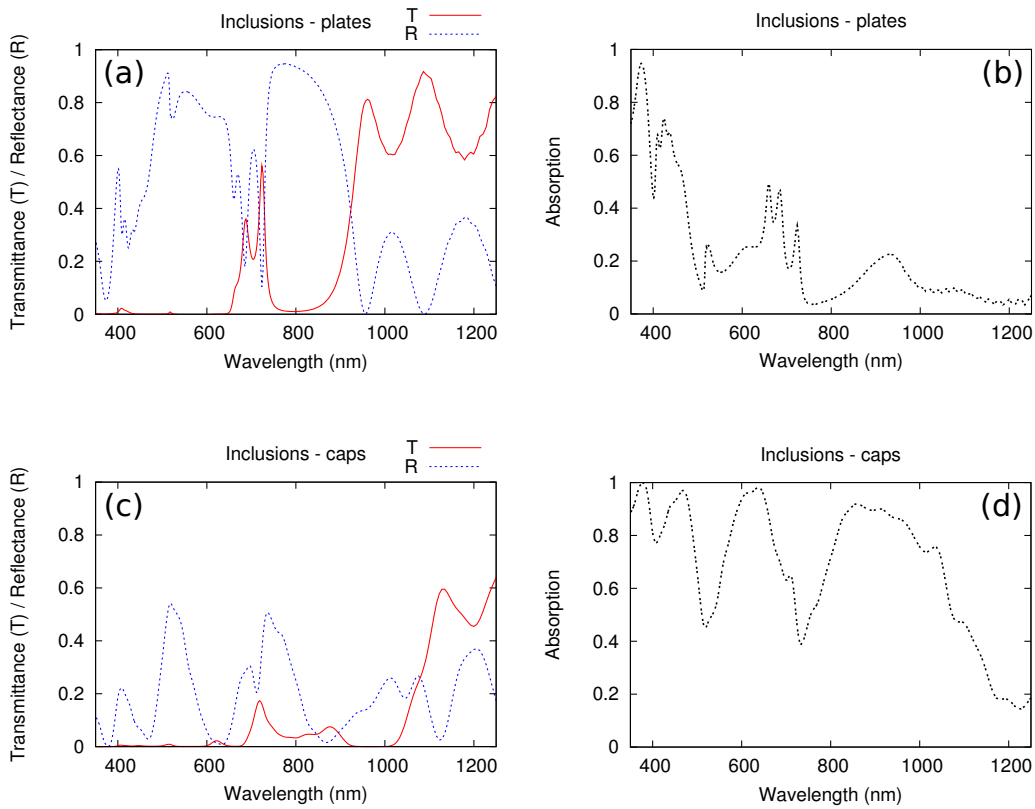 Inclusions - plates
T
R
(a)
Transmittance (T) / Reflectance (R)
1
0.8
0.6
0.4
0.2
0
400 600 800 1000 1200
Wavelength (nm)
Inclusions - plates
(b)
Absorption
1
0.8
0.6
0.4
0.2
0
400 600 800 1000 1200
Wavelength (nm)
Inclusions - caps
T
R
(c)
Transmittance (T) / Reflectance (R)
1
0.8
0.6
0.4
0.2
0
400 600 800 1000 1200
Wavelength (nm)
Inclusions - caps
(d)
Absorption
1
0.8
0.6
0.4
0.2
0
400 600 800 1000 1200
Wavelength (nm)